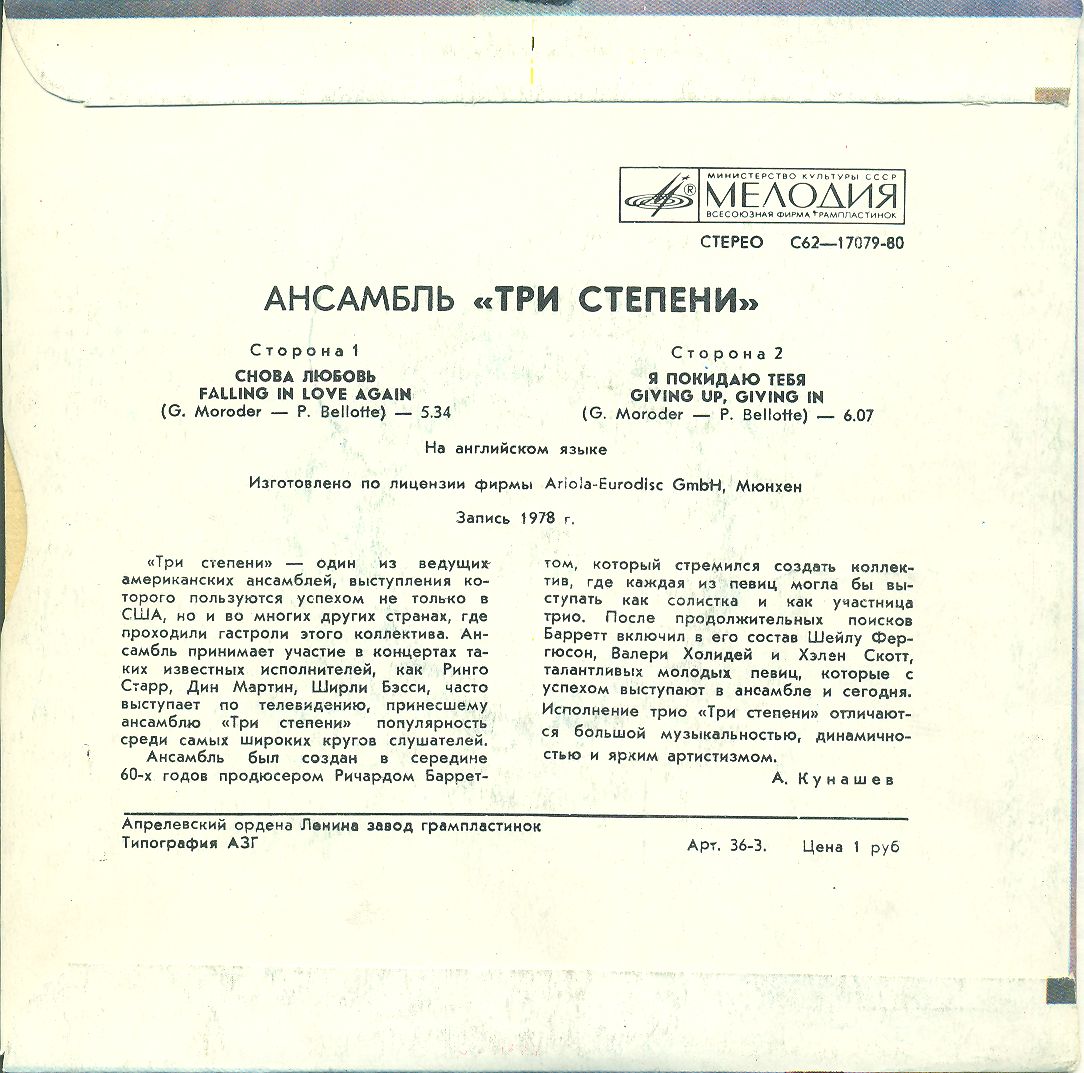 МИНИСТЕРСТВО КУЛЬТУРЫ СССР
МЕЛОДИЯ
ВСЕСОЮЗНАЯ ФИРМА ГРАМПЛАСТИНОК
®
СТЕРЕО С62—17079-80
АНСАМБЛЬ «ТРИ СТЕПЕНИ»
Сторона 1
СНОВА ЛЮБОВЬ
FALLING IN LOVE AGAIN
(G. Moroder — P. Bellotte) — 5.34
Сторона 2
Я ПОКИДАЮ ТЕБЯ
GIVING UP, GIVING IN
(G. Moroder — P. Bellotte) — 6.07
На английском языке
Изготовлено по лицензии фирмы Ariola-Eurodisc GmbH, Мюнхен
Запись 1978 г.
«Три степени» — один из ведущих
американских ансамблей, выступления ко-
торого пользуются успехом не только в
США, но и во многих других странах, где
проходили гастроли этого коллектива. Ан-
самбль принимает участие в концертах та-
ких известных исполнителей, как Ринго
Старр, Дин Мартин, Ширли Бэсси, часто
выступает по телевидению, принесшему
ансамблю «Три степени» популярность
среди самых широких кругов слушателей.
Ансамбль был создан в середине
60-х годов продюсером Ричардом Баррет-
том, который стремился создать коллек-
тив, где каждая из певиц могла бы вы-
ступать как солистка и как участница
трио. После продолжительных поисков
Барретт включил в его состав Шейлу Фер-
гюсон, Валери Холидей и Хэлен Скотт,
талантливых молодых певиц, которые с
успехом выступают в ансамбле и сегодня.
Исполнение трио «Три степени» отличают-
ся большой музыкальностью, динамично-
стью и ярким артистизмом.
А. Кунашев
Апрелевский ордена Ленина завод грампластинок
Типография АЗГ
Арт. 36-3. Цена 1 руб